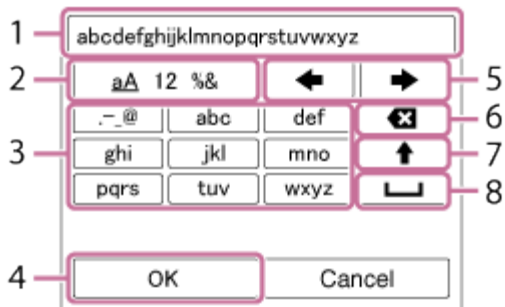 1 abcdefghijklmnopqrstuvwxyz
2 aA 12 %& 5
.-_@ abc def 6
3 ghi jkl mno 7
pqrs tuv wxyz 8
4 OK Cancel